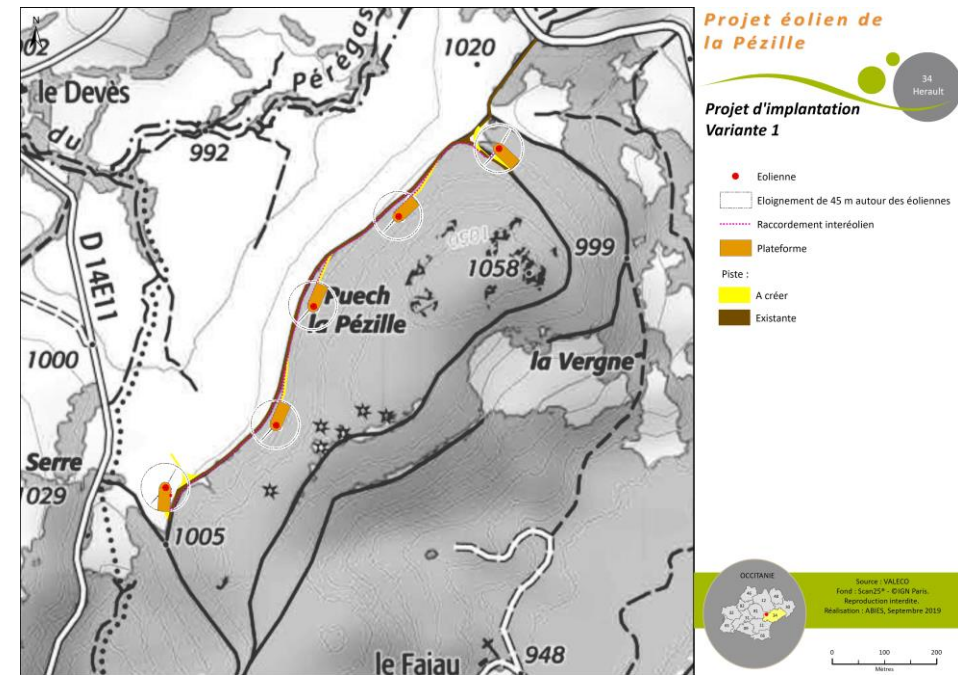 N
1020
002
le Devès
Pérégas
du
992
D 14E11
999
1058
Puech
la Pézille
1000
la Vergne
Serre
1029
1005
le Fajau
948
Projet éolien de
la Pézille
34
Herault
Projet d'implantation
Variante 1
Eolienne
Eloignement de 45 m autour des éoliennes
Raccordement interéolien
Plateforme
Piste :
A créer
Existante
OCCITANIE
Source : VALECO
Fond : Scan25® - ©IGN Paris.
Reproduction interdite.
Réalisation : ABIES, Septembre 2019
0 100 200
Mètres